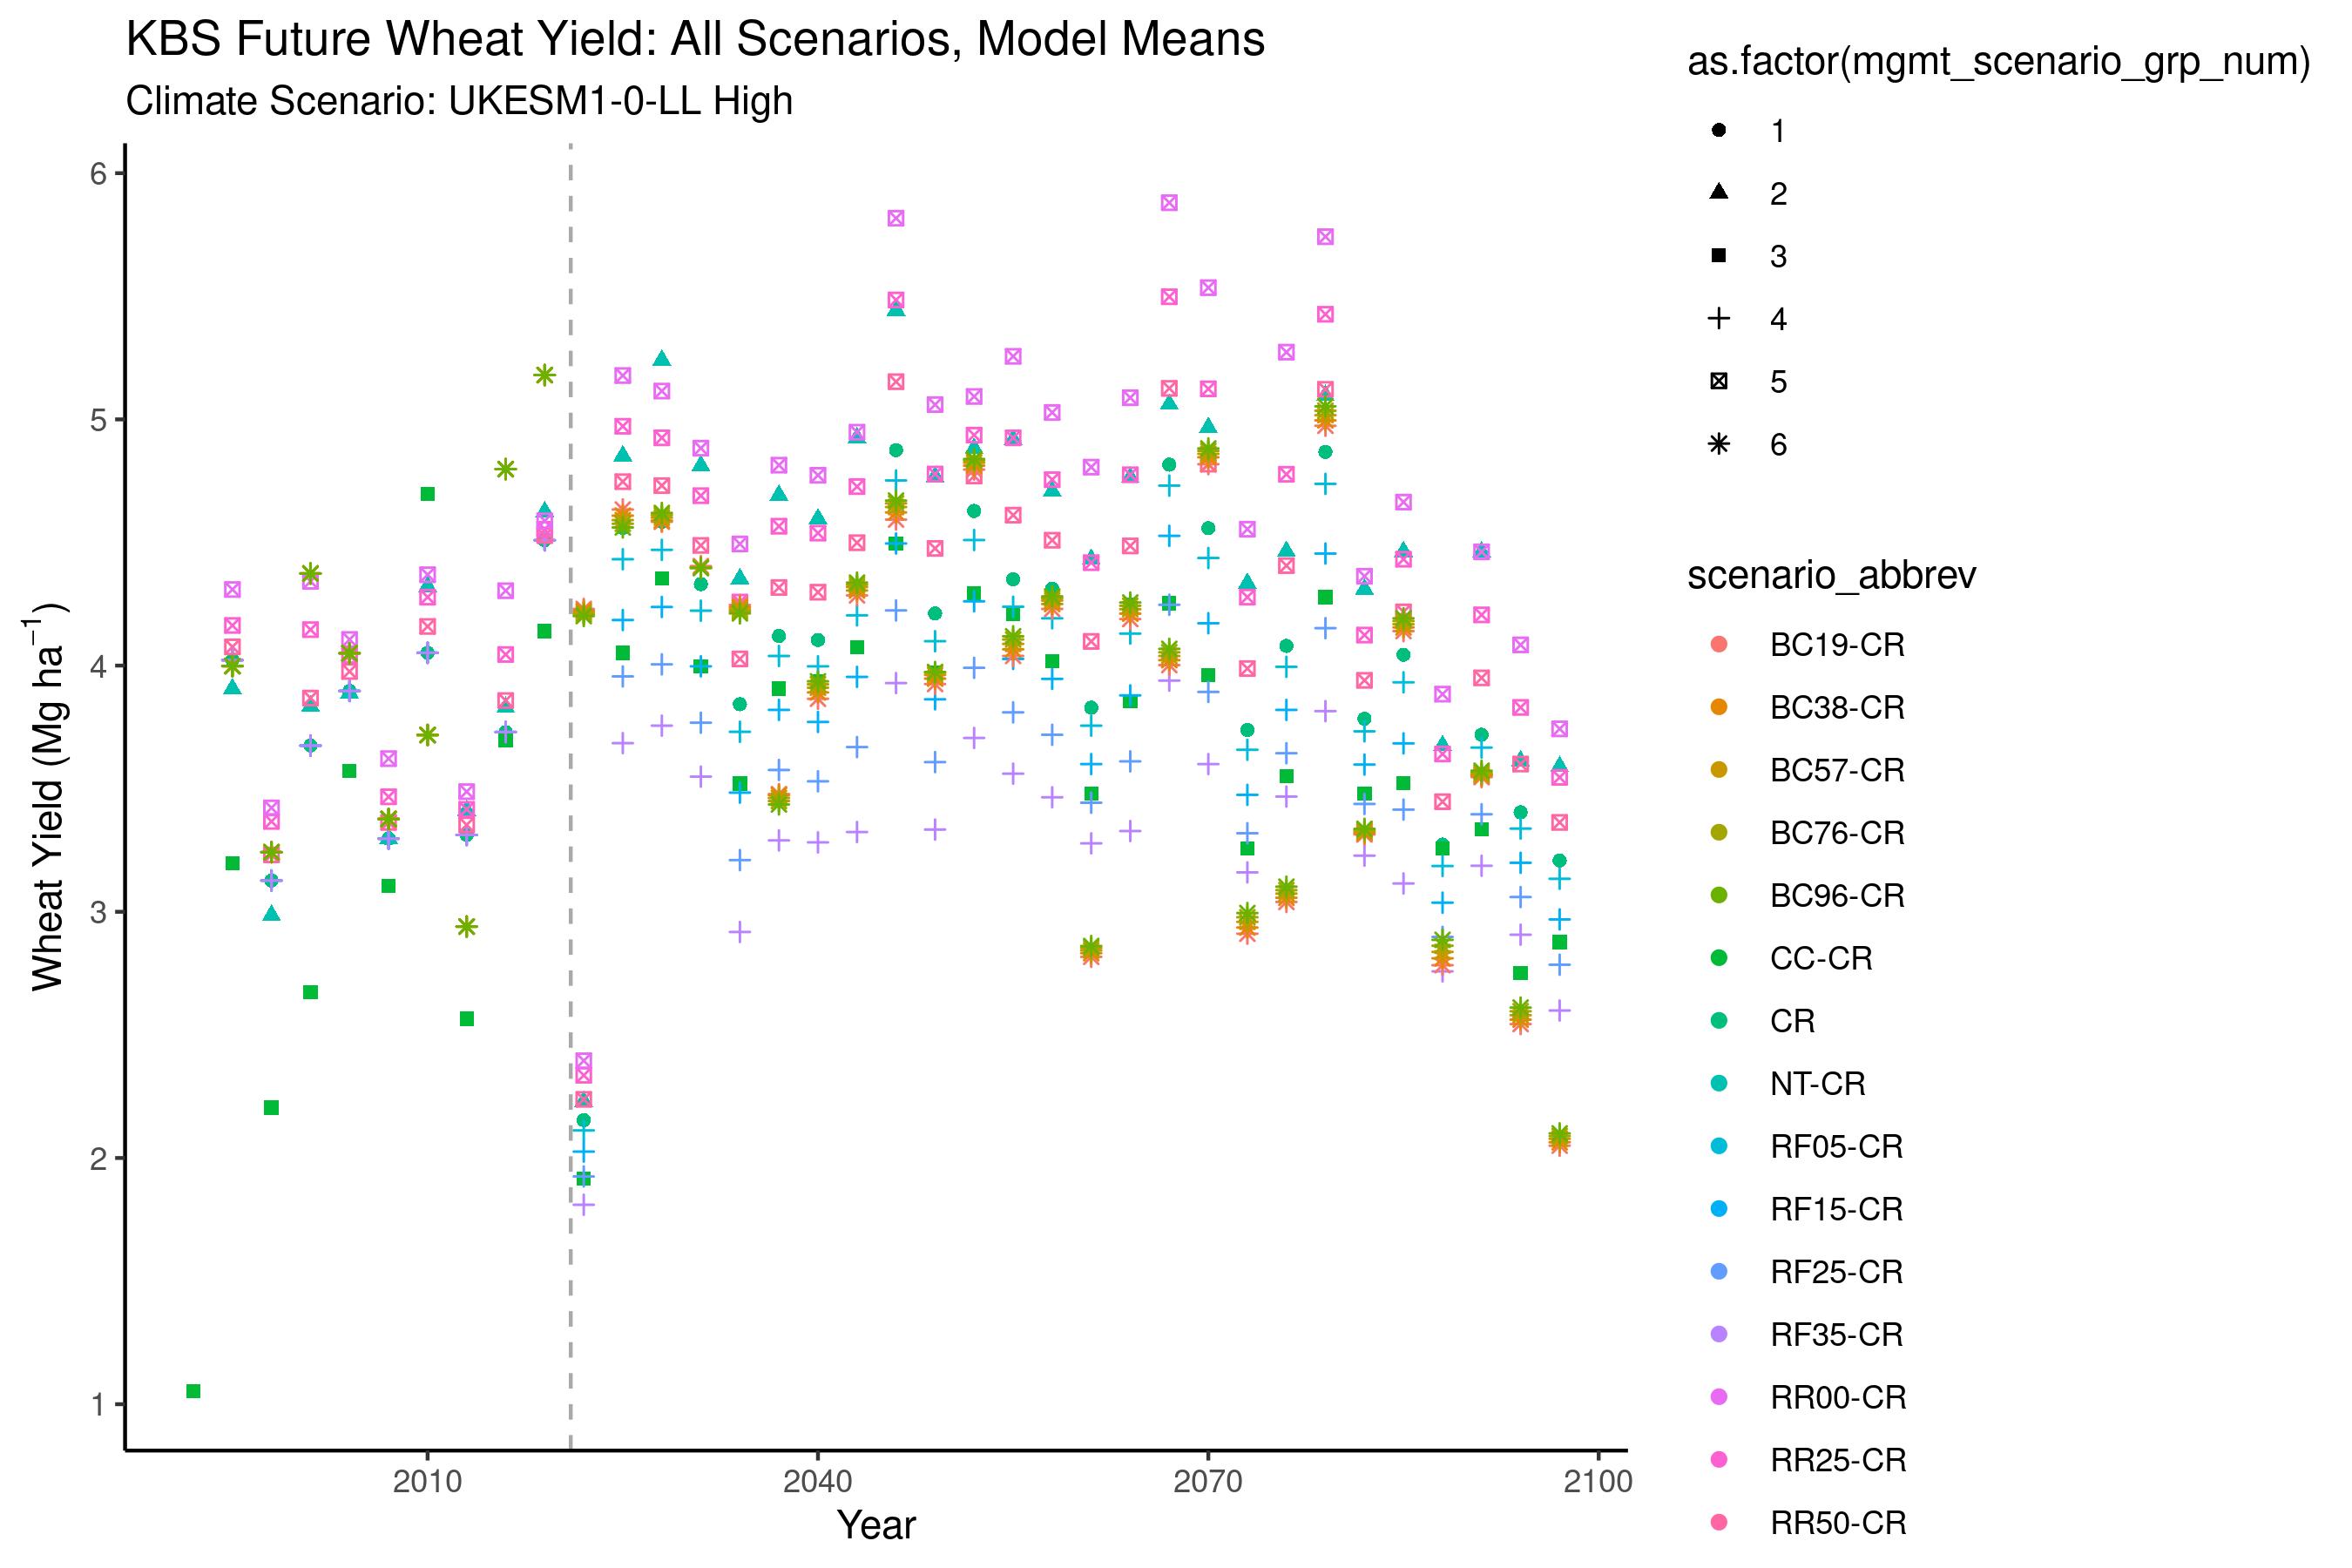 KBS Future Wheat Yield: All Scenarios, Model Means
Climate Scenario: UKESM1-0-LL High
Wheat Yield (Mg ha⁻¹)
6
5
4
3
2
1
2010
2040
2070
2100
Year
as.factor(mgmt_scenario_grp_num)
1
2
3
4
5
6
scenario_abbrev
BC19-CR
BC38-CR
BC57-CR
BC76-CR
BC96-CR
CC-CR
CR
NT-CR
RF05-CR
RF15-CR
RF25-CR
RF35-CR
RR00-CR
RR25-CR
RR50-CR